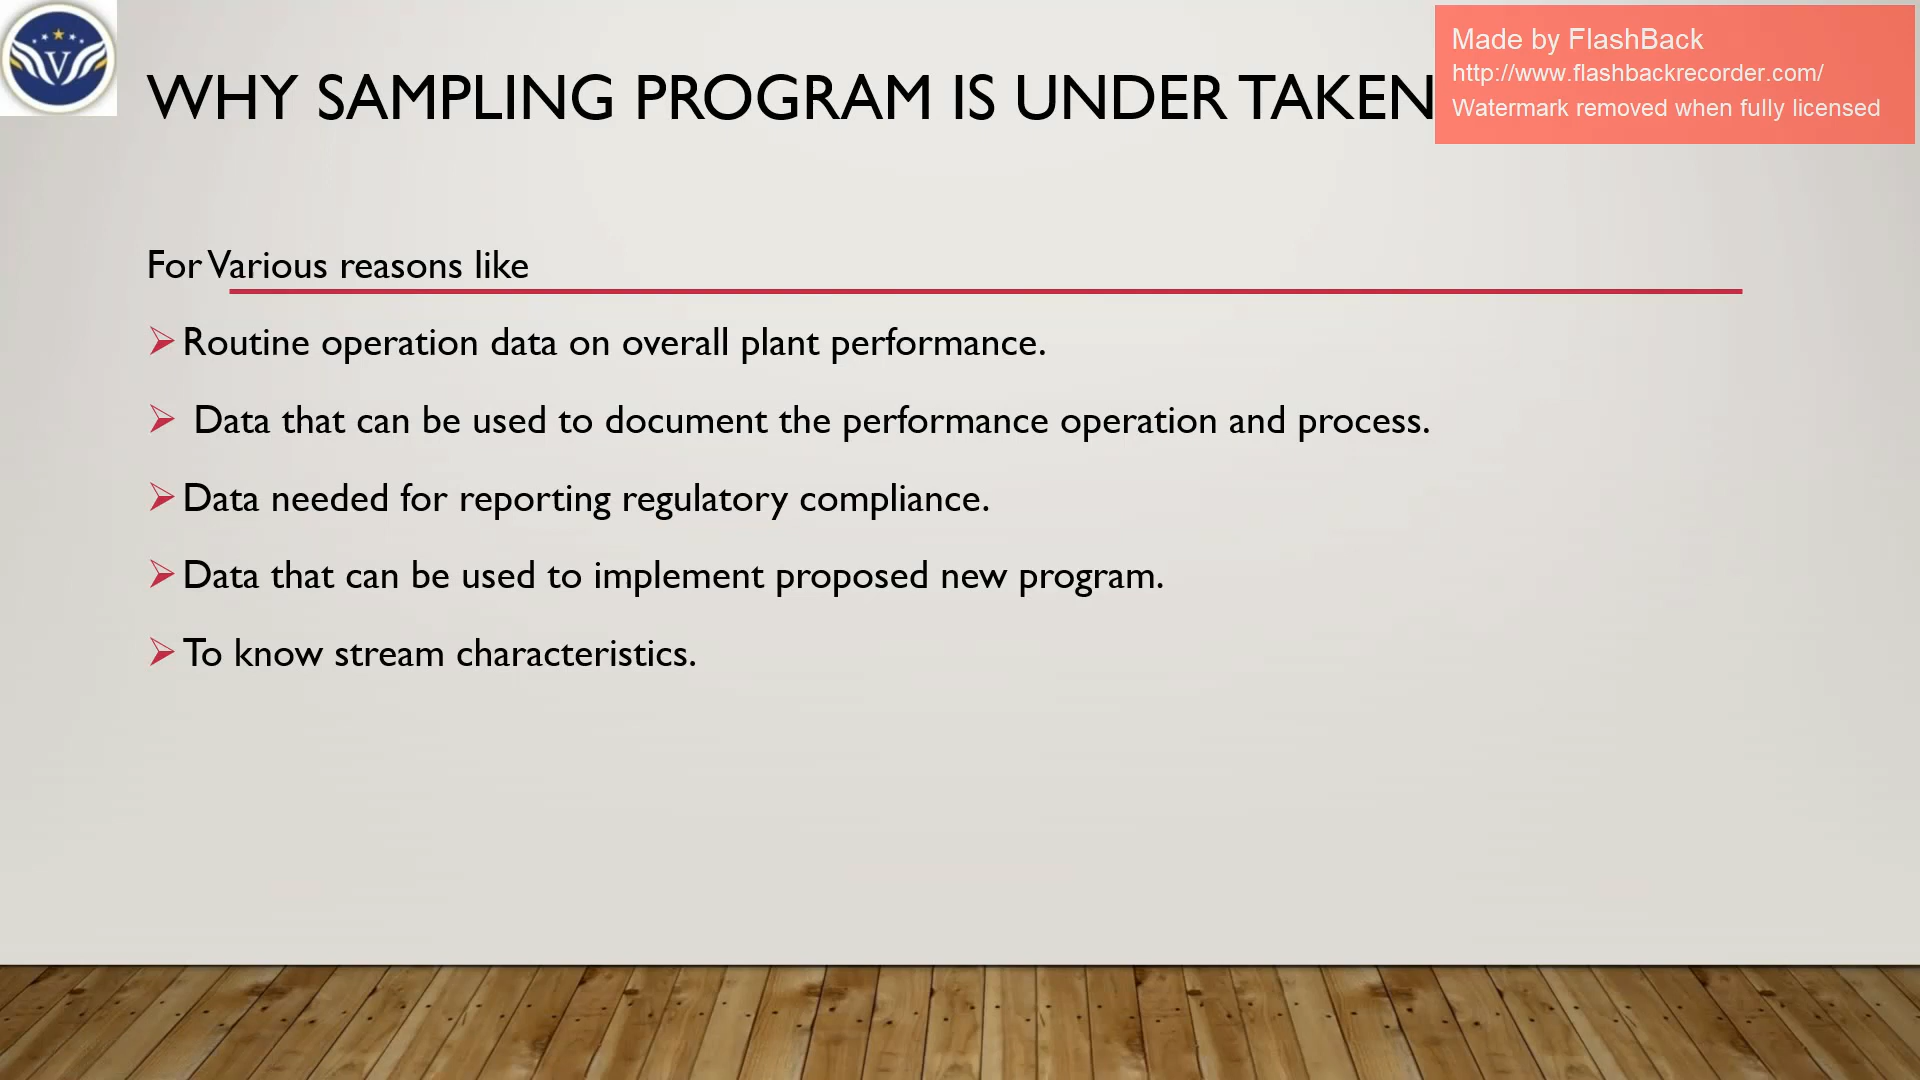 V
WHY SAMPLING PROGRAM IS UNDER TAKEN
Made by FlashBack
http://www.flashbackrecorder.com/
Watermark removed when fully licensed
For Various reasons like
➢ Routine operation data on overall plant performance.
➢ Data that can be used to document the performance operation and process.
➢ Data needed for reporting regulatory compliance.
➢ Data that can be used to implement proposed new program.
➢ To know stream characteristics.